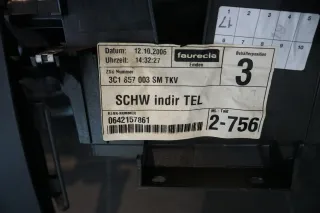 Datum: 12.10.2006
Uhrzeit: 14:32:27
faurecia
3
3C1 857 003 SM TKV
SCHW indir TEL
0642157861
2-756